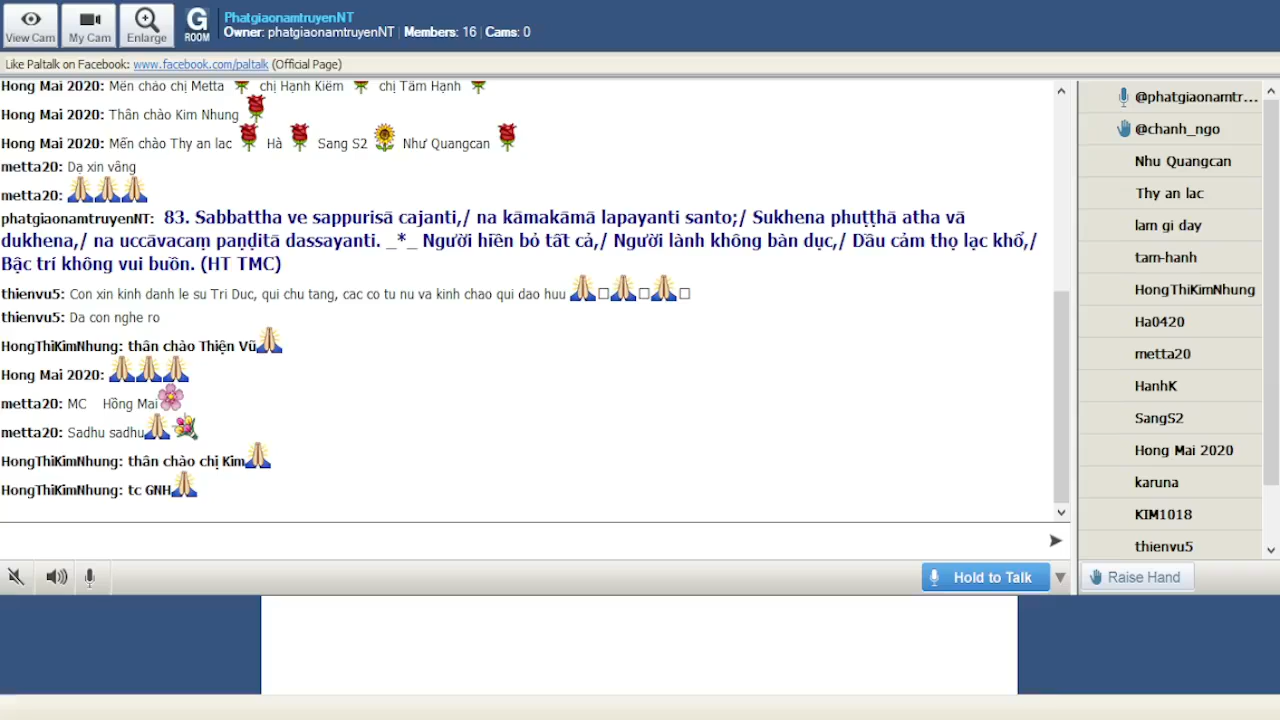 View Cam
My Cam
Enlarge
G
ROOM
PhatgiaonamtruyenNT
Owner: phatgiaonamtruyenNT | Members: 16 | Cams: 0
Like Paltalk on Facebook: www.facebook.com/paltalk (Official Page)
Hong Mai 2020: Mến chào chị Metta chị Hạnh Kiêm chị Tâm Hạnh
Hong Mai 2020: Thân chào Kim Nhung
Hong Mai 2020: Mến chào Thy an lac Hà Sang S2 Như Quangcan
metta20: Dạ xin vâng
metta20:
phatgiaonamtruyenNT: 83. Sabbattha ve sappurisā cajanti,/ na kāmakāmā lapayanti santo;/ Sukhena phuṭṭhā atha vā
dukhena,/ na uccāvacaṃ paṇḍitā dassayanti. _*_ Người hiền bỏ tất cả,/ Người lành không bàn dục,/ Dầu cảm thọ lạc khổ,/
Bậc trí không vui buồn. (HT TMC)
thienvu5: Con xin kinh danh le su Tri Duc, qui chu tang, cac co tu nu va kinh chao qui dao huu
thienvu5: Da con nghe ro
HongThiKimNhung: thân chào Thiện Vũ
Hong Mai 2020:
metta20: MC Hồng Mai
metta20: Sadhu sadhu
HongThiKimNhung: thân chào chị Kim
HongThiKimNhung: tc GNH
@phatgiaonamtr...
@chanh_ngo
Nhu Quangcan
Thy an lac
lam gi day
tam-hanh
HongThiKimNhung
Ha0420
metta20
HanhK
SangS2
Hong Mai 2020
karuna
KIM1018
thienvu5
Hold to Talk
Raise Hand